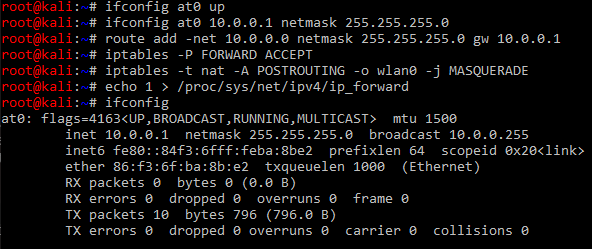 root@kali:~# ifconfig at0 up
root@kali:~# ifconfig at0 10.0.0.1 netmask 255.255.255.0
root@kali:~# route add -net 10.0.0.0 netmask 255.255.255.0 gw 10.0.0.1
root@kali:~# iptables -P FORWARD ACCEPT
root@kali:~# iptables -t nat -A POSTROUTING -o wlan0 -j MASQUERADE
root@kali:~# echo 1 > /proc/sys/net/ipv4/ip_forward
root@kali:~# ifconfig
at0: flags=4163<UP,BROADCAST,RUNNING,MULTICAST>  mtu 1500
        inet 10.0.0.1  netmask 255.255.255.0  broadcast 10.0.0.255
        inet6 fe80::84f3:6fff:feba:8be2  prefixlen 64  scopeid 0x20<link>
        ether 86:f3:6f:ba:8b:e2  txqueuelen 1000  (Ethernet)
        RX packets 0  bytes 0 (0.0 B)
        RX errors 0  dropped 0  overruns 0  frame 0
        TX packets 10  bytes 796 (796.0 B)
        TX errors 0  dropped 0 overruns 0  carrier 0  collisions 0